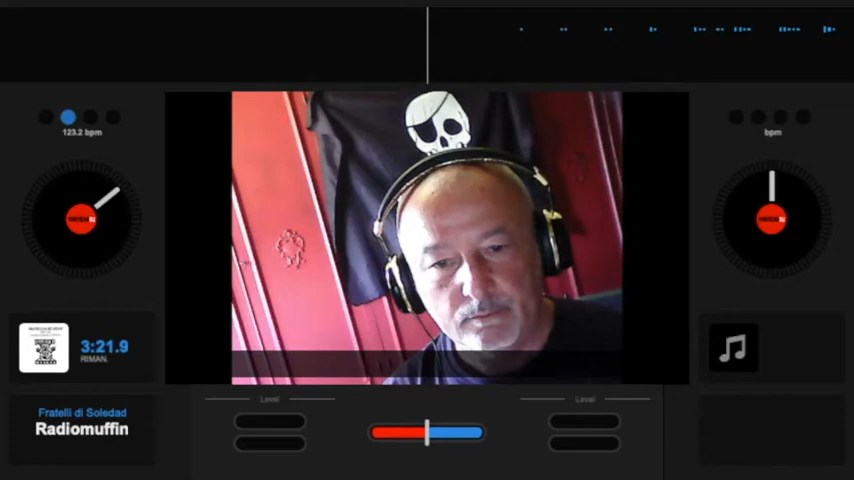 123.2 bpm
bpm
3:21.9
RIMAN.
Fratelli di Soledad
Radiomuffin
Level
Level